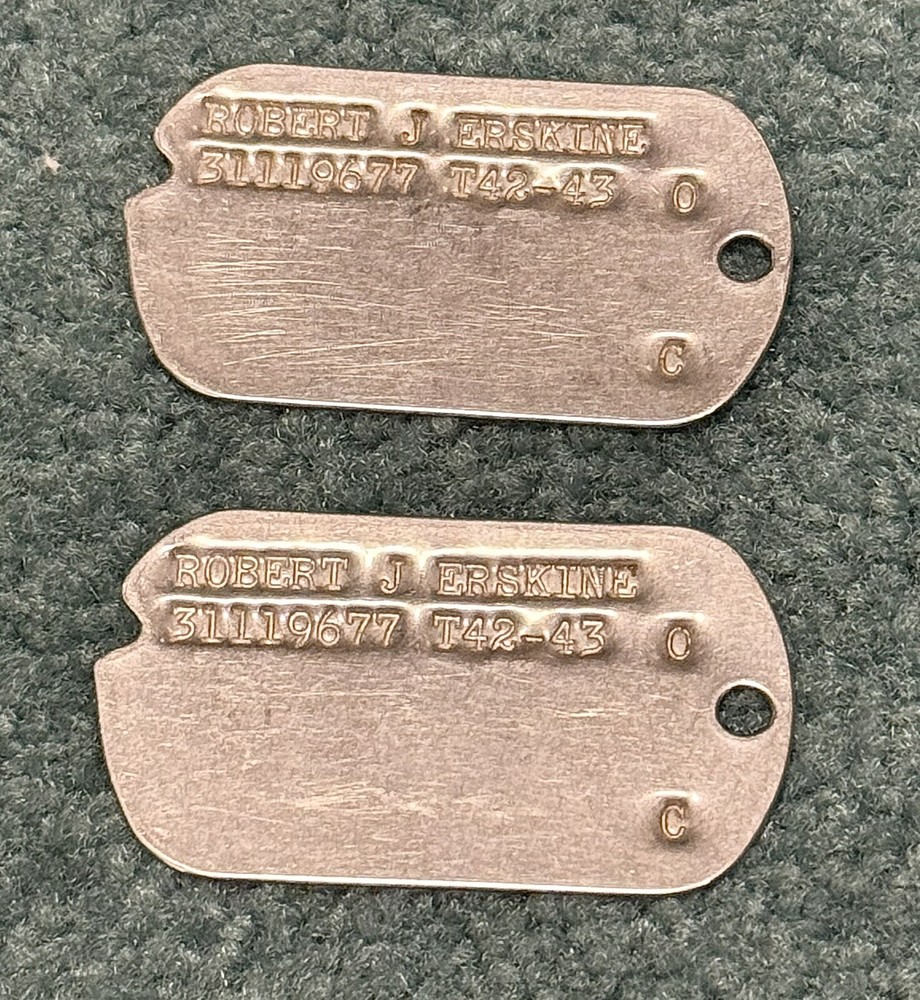 ROBERT J ERSKINE
31119677 T42-43 O
C
ROBERT J ERSKINE
31119677 T42-43 O
C